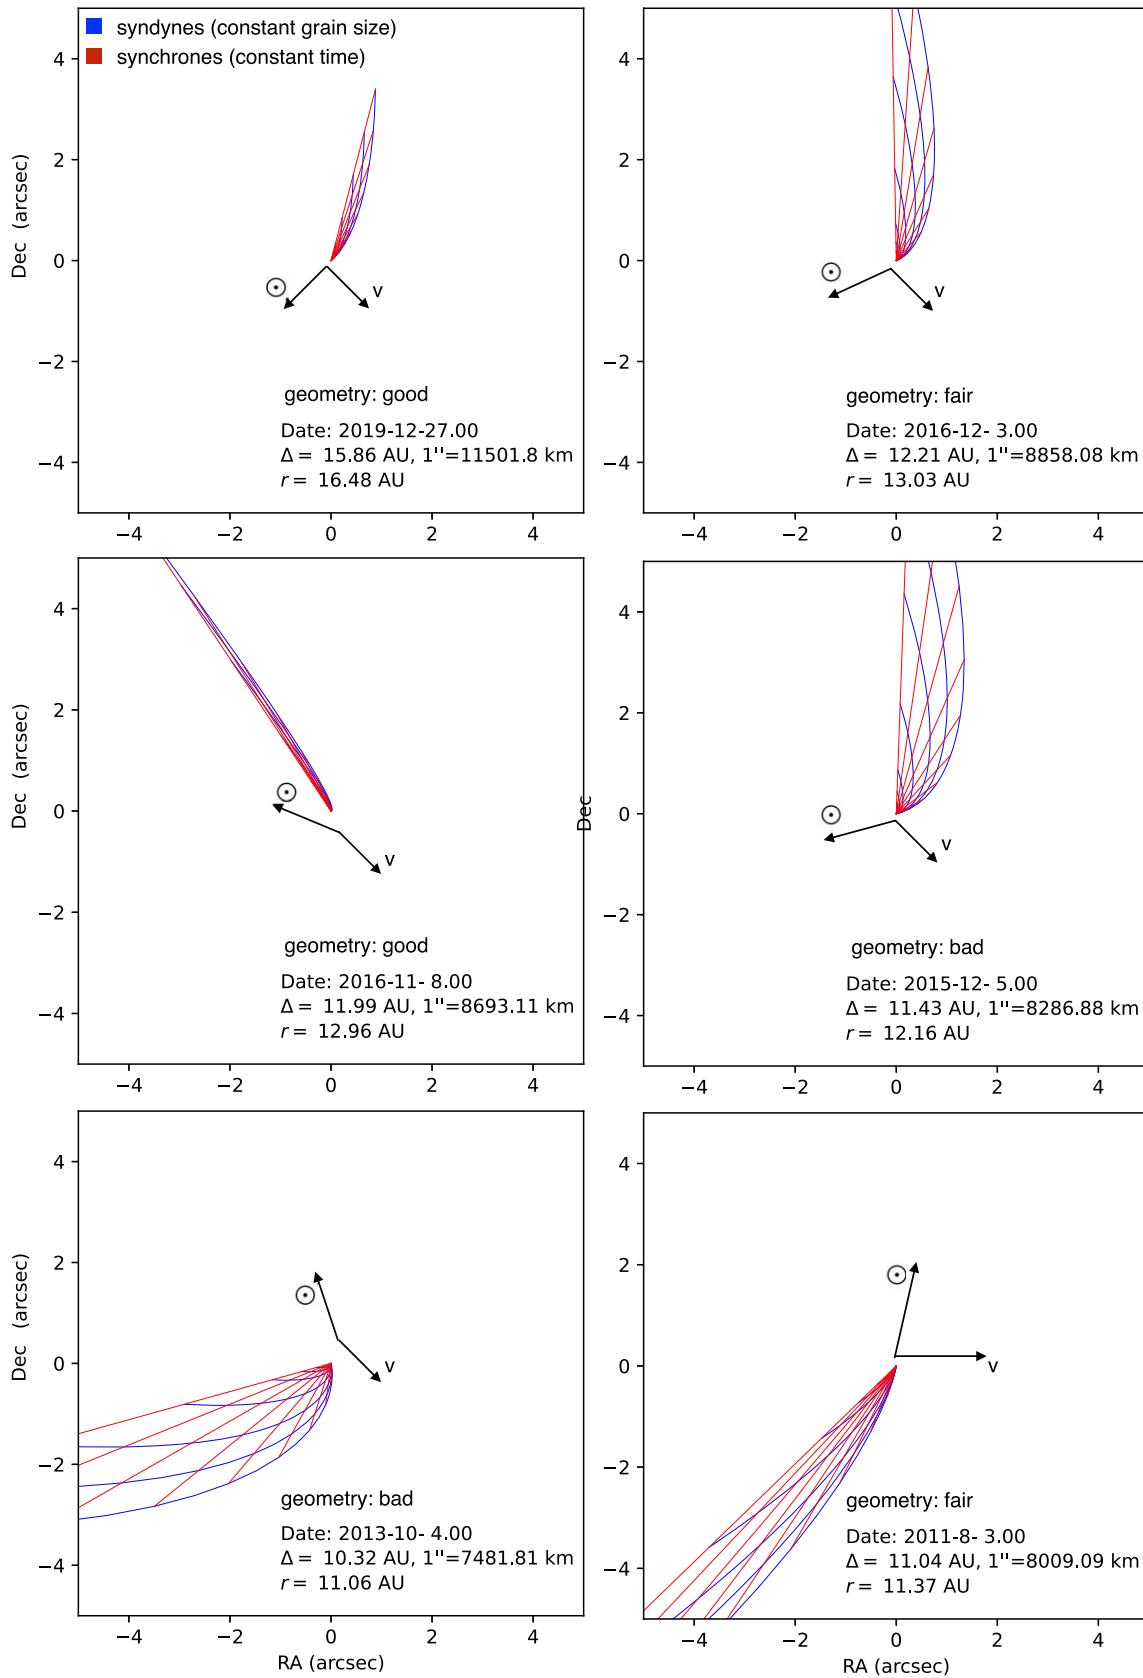 syndynes (constant grain size)
synchrones (constant time)
4
2
0
−2
−4
Dec (arcsec)
v
geometry: good
Date: 2019-12-27.00
Δ = 15.86 AU, 1''=11501.8 km
r = 16.48 AU
−4 −2 0 2 4
4
2
0
−2
−4
v
geometry: fair
Date: 2016-12- 3.00
Δ = 12.21 AU, 1''=8858.08 km
r = 13.03 AU
−4 −2 0 2 4
4
2
0
−2
−4
Dec (arcsec)
v
geometry: good
Date: 2016-11- 8.00
Δ = 11.99 AU, 1''=8693.11 km
r = 12.96 AU
−4 −2 0 2 4
4
2
0
−2
−4
Dec
v
geometry: bad
Date: 2015-12- 5.00
Δ = 11.43 AU, 1''=8286.88 km
r = 12.16 AU
−4 −2 0 2 4
4
2
0
−2
−4
Dec (arcsec)
v
geometry: bad
Date: 2013-10- 4.00
Δ = 10.32 AU, 1''=7481.81 km
r = 11.06 AU
−4 −2 0 2 4
RA (arcsec)
4
2
0
−2
−4
v
geometry: fair
Date: 2011-8- 3.00
Δ = 11.04 AU, 1''=8009.09 km
r = 11.37 AU
−4 −2 0 2 4
RA (arcsec)